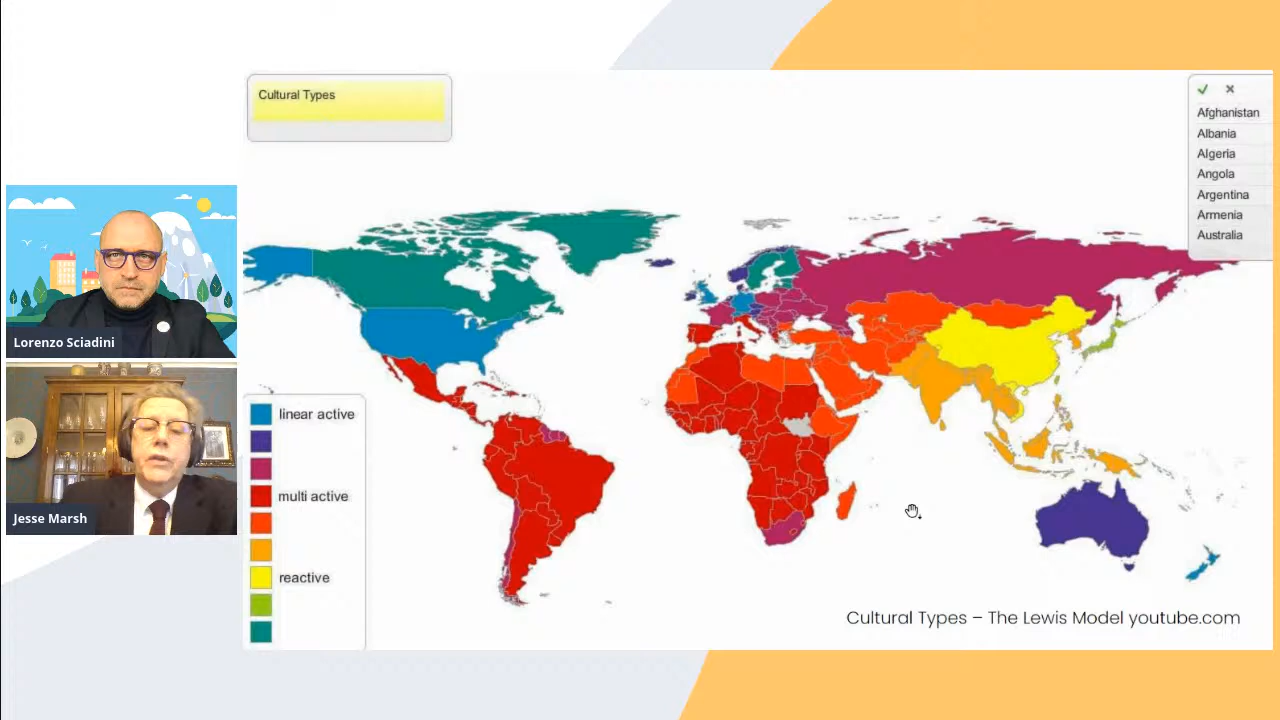 Cultural Types
Afghanistan
Albania
Algeria
Angola
Argentina
Armenia
Australia
Lorenzo Sciadini
Jesse Marsh
linear active
multi active
reactive
Cultural Types – The Lewis Model youtube.com